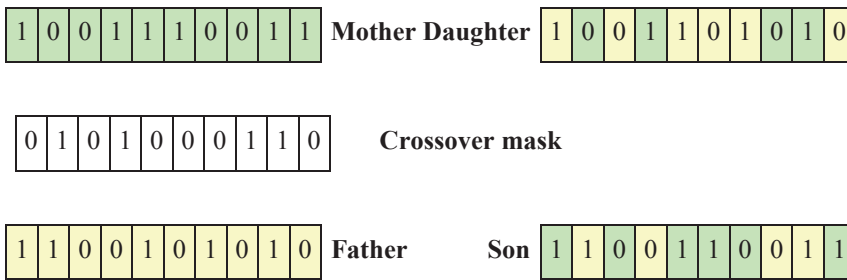 1 0 0 1 1 1 0 0 1 1 Mother Daughter 1 0 0 1 1 0 1 0 1 0
0 1 0 1 0 0 0 1 1 0 Crossover mask
1 1 0 0 1 0 1 0 1 0 Father Son 1 1 0 0 1 1 0 0 1 1